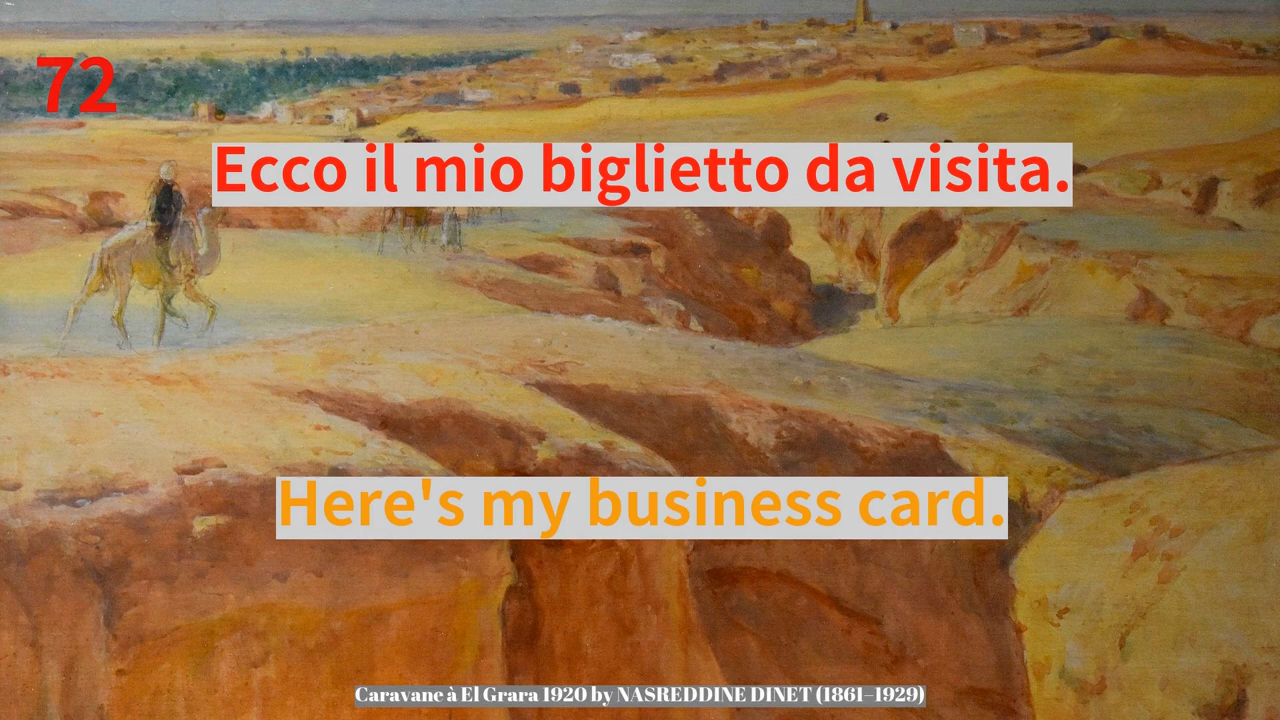 72
Ecco il mio biglietto da visita.
Here's my business card.
Caravane à El Grara 1920 by NASREDDINE DINET (1861–1929)